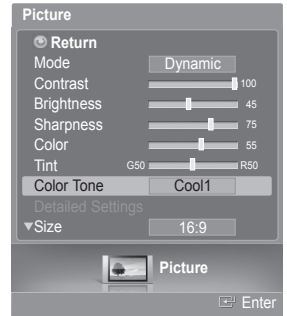 Picture
Return
Mode Dynamic
Contrast 100
Brightness 45
Sharpness 75
Color 55
Tint G50 R50
Color Tone Cool1
Detailed Settings
▼Size 16:9
Picture
Enter